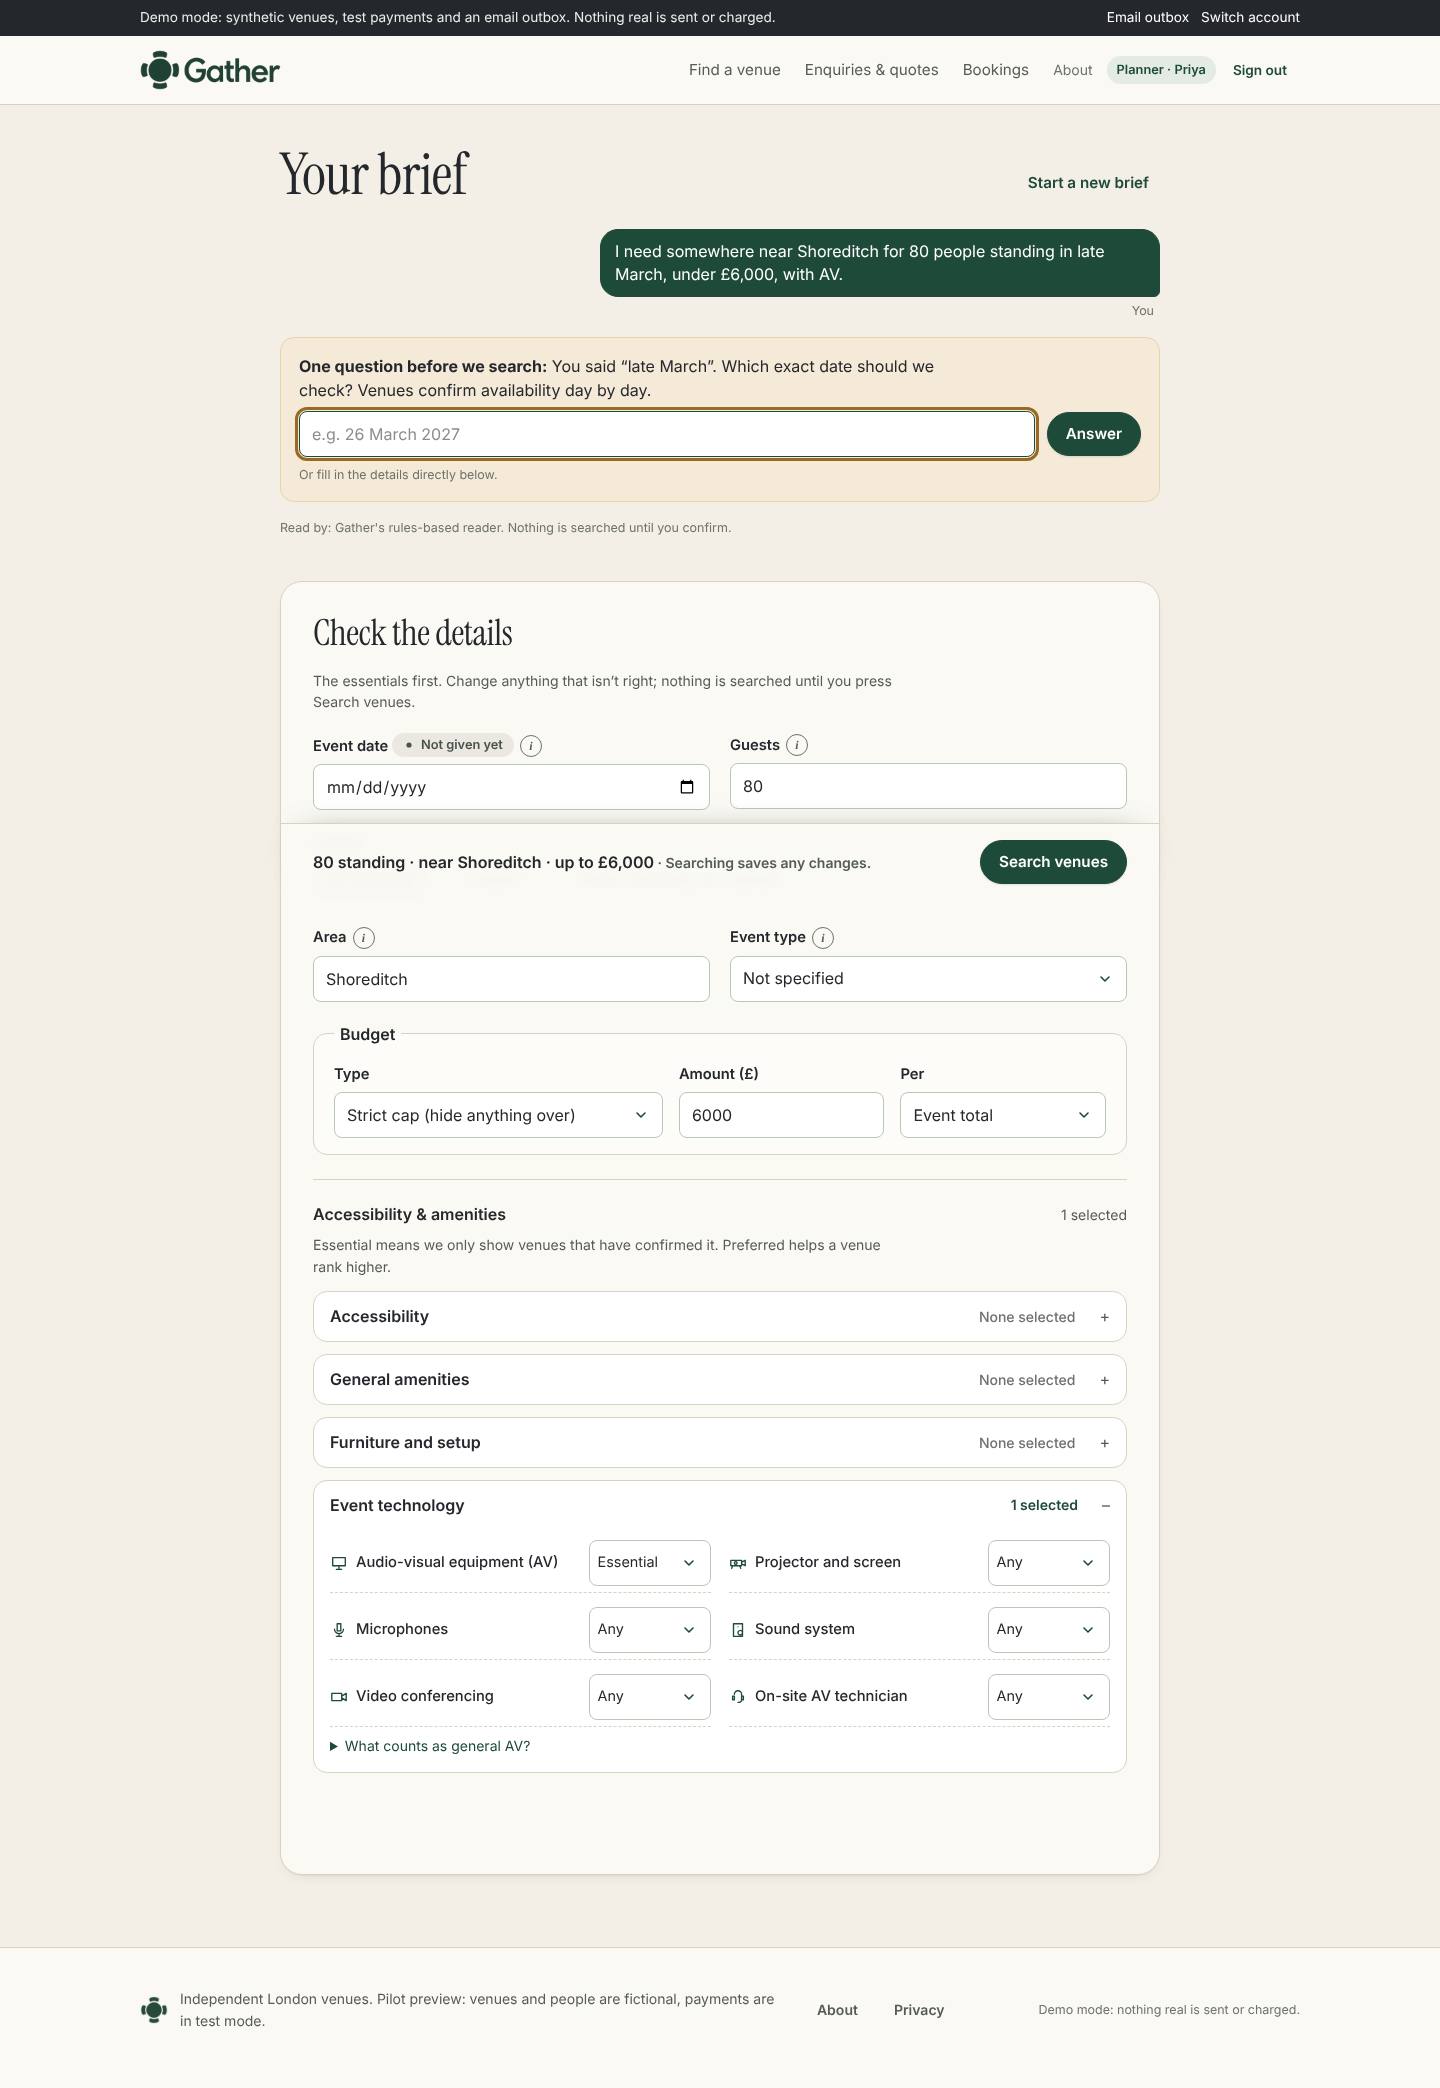 Demo mode: synthetic venues, test payments and an email outbox. Nothing real is sent or charged.
Email outbox Switch account
Gather
Find a venue Enquiries & quotes Bookings About Planner · Priya Sign out
Your brief
Start a new brief
I need somewhere near Shoreditch for 80 people standing in late
March, under £6,000, with AV.
You
One question before we search: You said “late March”. Which exact date should we
check? Venues confirm availability day by day.
e.g. 26 March 2027
Answer
Or fill in the details directly below.
Read by: Gather's rules-based reader. Nothing is searched until you confirm.
Check the details
The essentials first. Change anything that isn’t right; nothing is searched until you press
Search venues.
Event date • Not given yet i
Guests i
mm/dd/yyyy
80
80 standing · near Shoreditch · up to £6,000 · Searching saves any changes.
Search venues
Area i
Event type i
Shoreditch
Not specified
Budget
Type Amount (£) Per
Strict cap (hide anything over) 6000 Event total
Accessibility & amenities
1 selected
Essential means we only show venues that have confirmed it. Preferred helps a venue
rank higher.
Accessibility None selected +
General amenities None selected +
Furniture and setup None selected +
Event technology 1 selected –
Audio-visual equipment (AV) Essential Projector and screen Any
Microphones Any Sound system Any
Video conferencing Any On-site AV technician Any
What counts as general AV?
Independent London venues. Pilot preview: venues and people are fictional, payments are
in test mode.
About Privacy
Demo mode: nothing real is sent or charged.